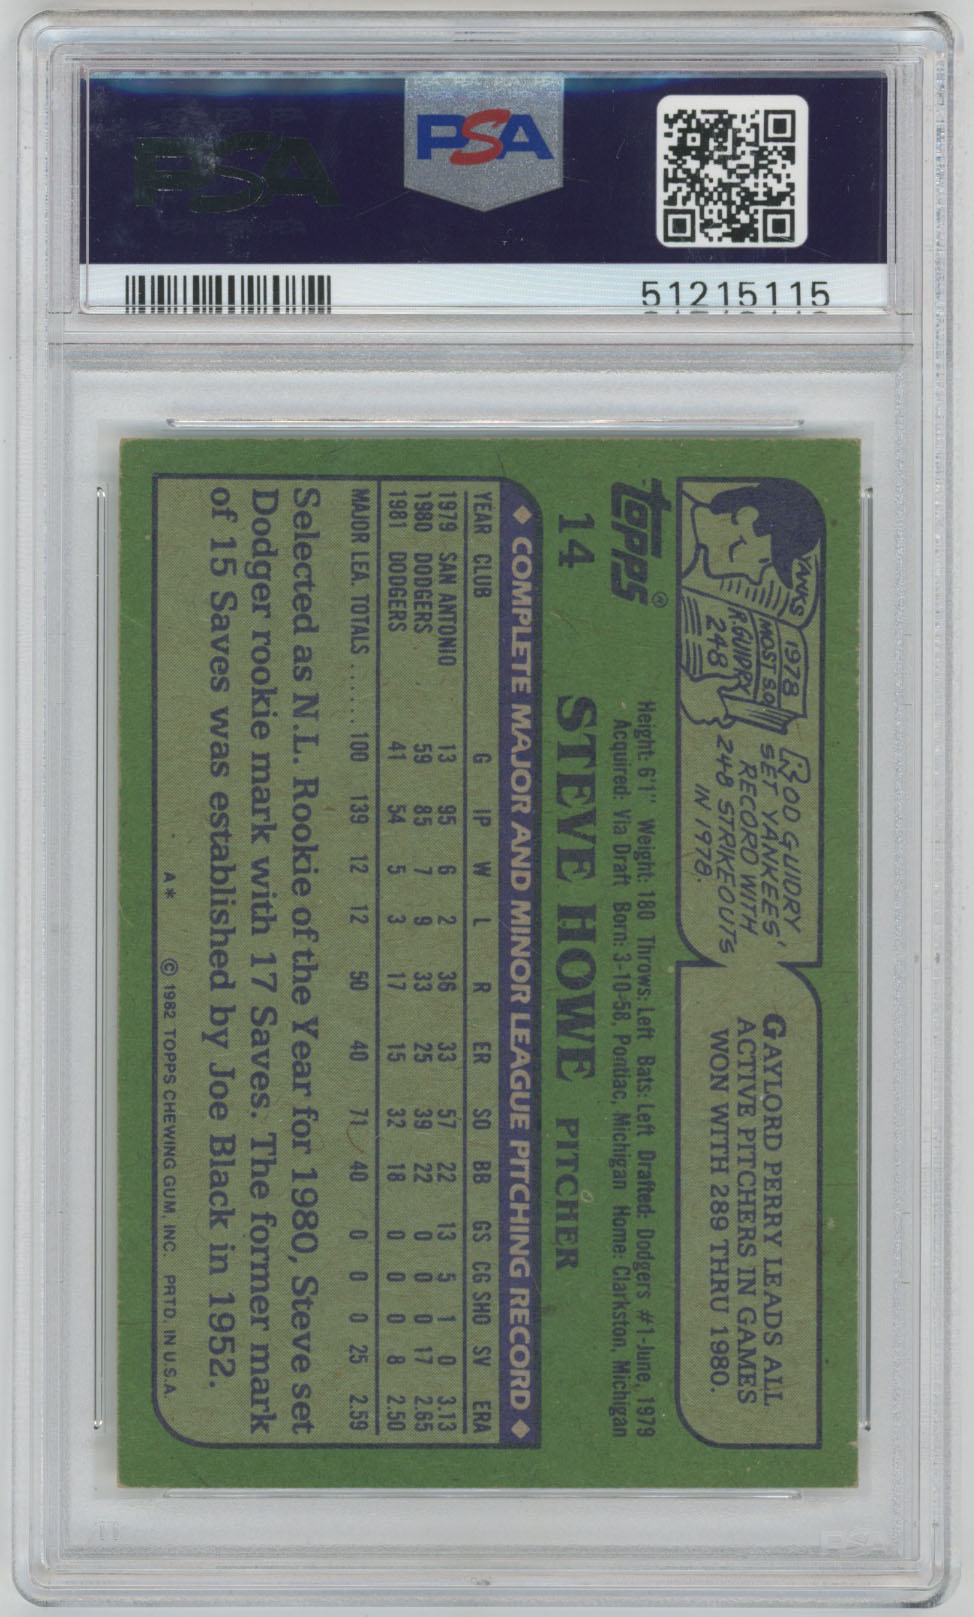 PSA
PSA
51215115
YANKS
1978
MOST S.O.
R. GUIDRY
248
ROD GUIDRY
SET YANKEES'
RECORD WITH
248 STRIKEOUTS
IN 1978.
GAYLORD PERRY LEADS ALL
ACTIVE PITCHERS IN GAMES
WON WITH 289 THRU 1980.
TOPPS®
Height: 6'1" Weight: 180 Throws: Left Bats: Left Drafted: Dodgers #1-June, 1979
Acquired: Via Draft Born: 3-10-58, Pontiac, Michigan Home: Clarkston, Michigan
14 STEVE HOWE PITCHER
COMPLETE MAJOR AND MINOR LEAGUE PITCHING RECORD
YEAR CLUB G IP W L R ER SO BB GS CG SHO SV ERA
1979 SAN ANTONIO 13 95 6 2 36 33 57 22 13 5 1 0 3.13
1980 DODGERS 59 85 7 9 33 25 39 22 0 0 0 17 2.65
1981 DODGERS 41 54 5 3 17 15 32 18 0 0 0 8 2.50
MAJOR LEA. TOTALS ...... 100 139 12 12 50 40 71 40 0 0 0 25 2.59
Selected as N.L. Rookie of the Year for 1980, Steve set
Dodger rookie mark with 17 Saves. The former mark
of 15 Saves was established by Joe Black in 1952.
A* © 1982 TOPPS CHEWING GUM, INC. PRTD. IN U.S.A.
PSA